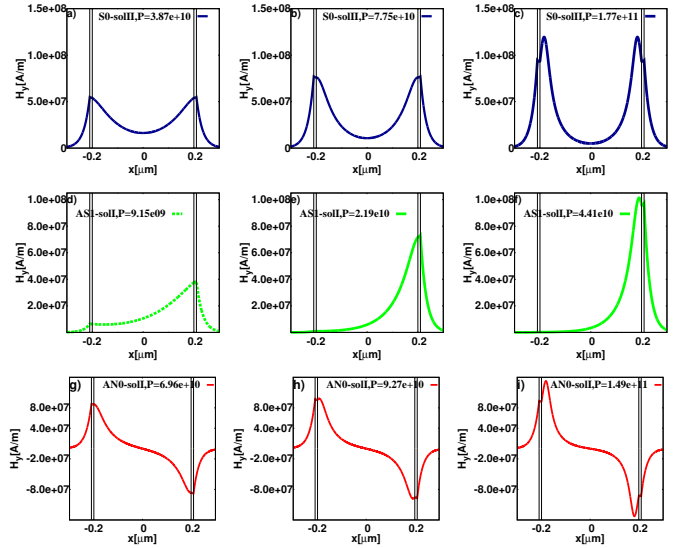 a) S0-solII,P=3.87e+10
1.5e+08
1.0e+08
5.0e+07
0
H_y[A/m]
-0.2 0 0.2
x[μm]
b) S0-solII,P=7.75e+10
1.5e+08
1.0e+08
5.0e+07
0
H_y[A/m]
-0.2 0 0.2
x[μm]
c) S0-solII,P=1.77e+11
1.5e+08
1.0e+08
5.0e+07
0
H_y[A/m]
-0.2 0 0.2
x[μm]
d)
AS1-solI,P=9.15e09
1.0e+08
8.0e+07
6.0e+07
4.0e+07
2.0e+07
H_y[A/m]
-0.2 0 0.2
x[μm]
e)
AS1-solI,P=2.19e10
1.0e+08
8.0e+07
6.0e+07
4.0e+07
2.0e+07
H_y[A/m]
-0.2 0 0.2
x[μm]
f)
AS1-solI,P=4.41e10
1.0e+08
8.0e+07
6.0e+07
4.0e+07
2.0e+07
H_y[A/m]
-0.2 0 0.2
x[μm]
g) AN0-solI,P=6.96e+10
8.0e+07
4.0e+07
-2.0e+07
-8.0e+07
H_y[A/m]
-0.2 0 0.2
x[μm]
h) AN0-solI,P=9.27e+10
8.0e+07
4.0e+07
-2.0e+07
-8.0e+07
H_y[A/m]
-0.2 0 0.2
x[μm]
i) AN0-solI,P=1.49e+11
8.0e+07
4.0e+07
-2.0e+07
-8.0e+07
H_y[A/m]
-0.2 0 0.2
x[μm]